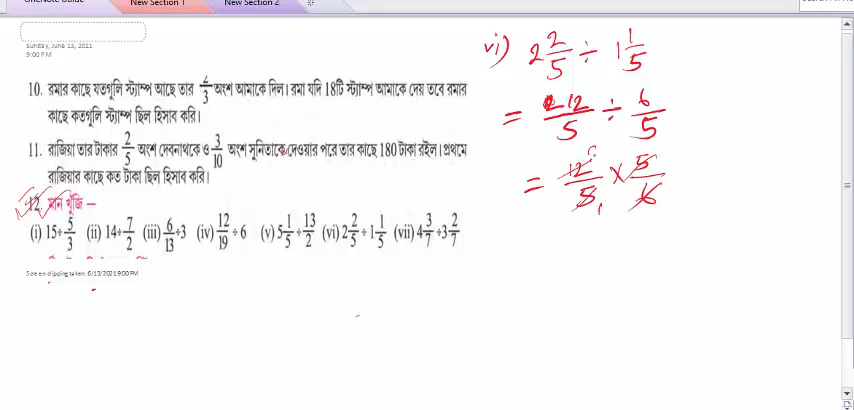 OneNote Guide New Section 1 New Section 2
Sunday, June 13, 2021
9:00 PM
10. রমার কাছে যতগুলি স্ট্যাম্প আছে তার 2/3 অংশ আমাকে দিল। রমা যদি 18টি স্ট্যাম্প আমাকে দেয় তবে রমার
কাছে কতগুলি স্ট্যাম্প ছিল হিসাব করি।
11. রাজিয়া তার টাকার 2/5 অংশ দেবনাথকে ও 3/10 অংশ সুনিতাকে দেওয়ার পরে তার কাছে 180 টাকা রইল। প্রথমে
রাজিয়ার কাছে কত টাকা ছিল হিসাব করি।
12. মান খুঁজি —
(i) 15÷5/3 (ii) 14÷7/2 (iii) 6/13÷3 (iv) 12/19÷6 (v) 5 1/5÷13/2 (vi) 2 2/5÷1 1/5 (vii) 4 3/7÷3 2/7
Screen clipping taken: 6/13/2021 9:00 PM
vi) 2 2/5 ÷ 1 1/5
= 12/5 ÷ 6/5
= 12/5 × 5/6